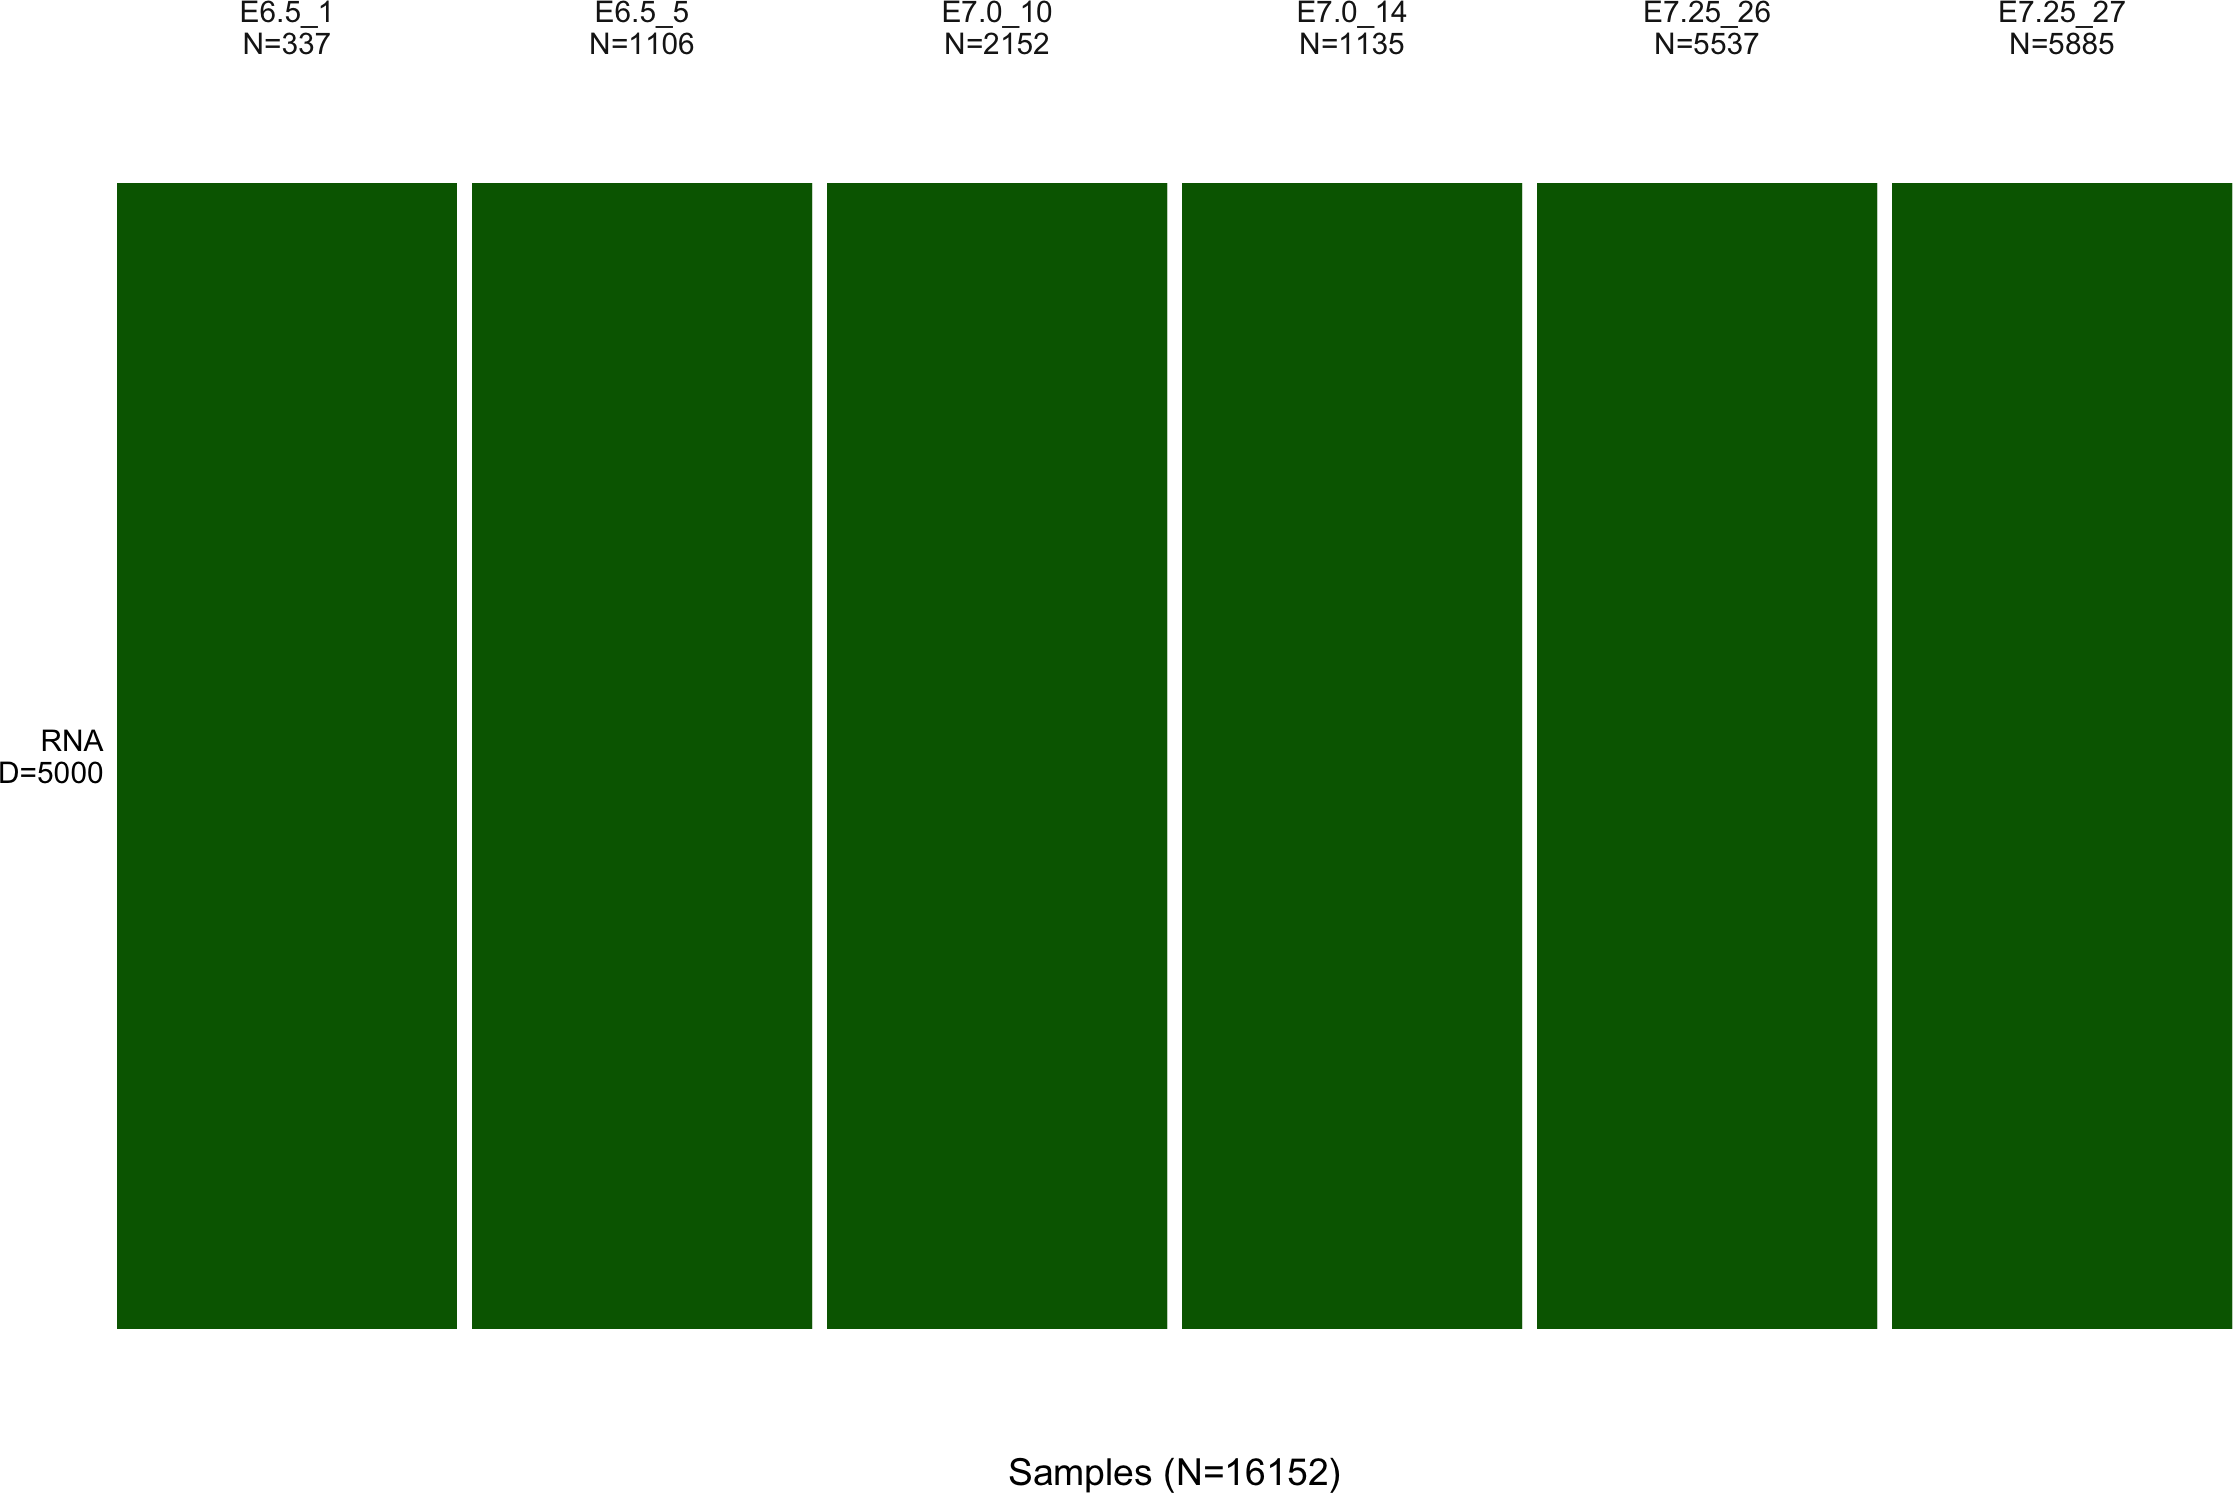 E6.5_1
N=337
E6.5_5
N=1106
E7.0_10
N=2152
E7.0_14
N=1135
E7.25_26
N=5537
E7.25_27
N=5885
RNA
D=5000
Samples (N=16152)